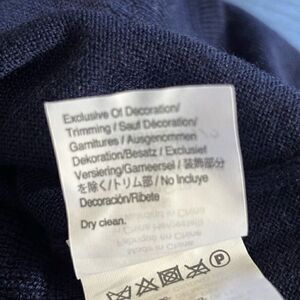 Exclusive Of Decoration/
Trimming / Sauf Décoration/
Garnitures / Ausgenommen
Dekoration/Besatz / Exclusief
Versiering/Garneersel / 装飾部分
を除く/トリム部 / No Incluye
Decoración/Ribete
Dry clean.
P